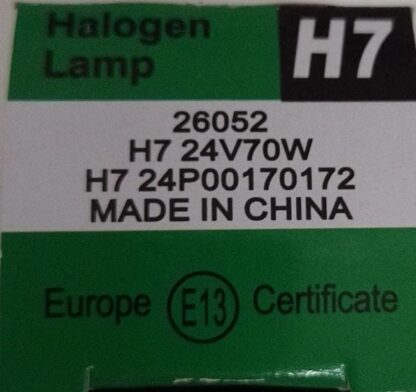 Halogen H7
Lamp
26052
H7 24V70W
H7 24P00170172
MADE IN CHINA
Europe E13 Certificate